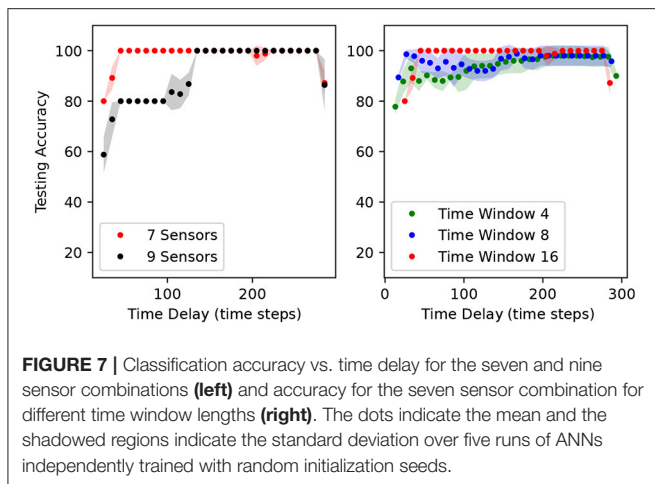 100
80
60
40
20
Testing Accuracy
7 Sensors
9 Sensors
100 200
Time Delay (time steps)
100
80
60
40
20
Time Window 4
Time Window 8
Time Window 16
0 100 200 300
Time Delay (time steps)
FIGURE 7 | Classification accuracy vs. time delay for the seven and nine
sensor combinations (left) and accuracy for the seven sensor combination for
different time window lengths (right). The dots indicate the mean and the
shadowed regions indicate the standard deviation over five runs of ANNs
independently trained with random initialization seeds.